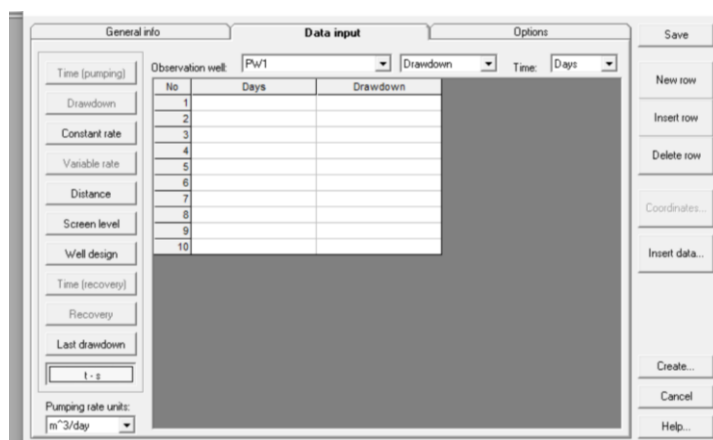 General info
Data input
Options
Time (pumping)
Drawdown
Constant rate
Variable rate
Distance
Screen level
Well design
Time (recovery)
Recovery
Last drawdown
t - s
Pumping rate units:
m^3/day
Observation well: PW1 Drawdown Time: Days
No Days Drawdown
1
2
3
4
5
6
7
8
9
10
Save
New row
Insert row
Delete row
Coordinates...
Insert data...
Create...
Cancel
Help...